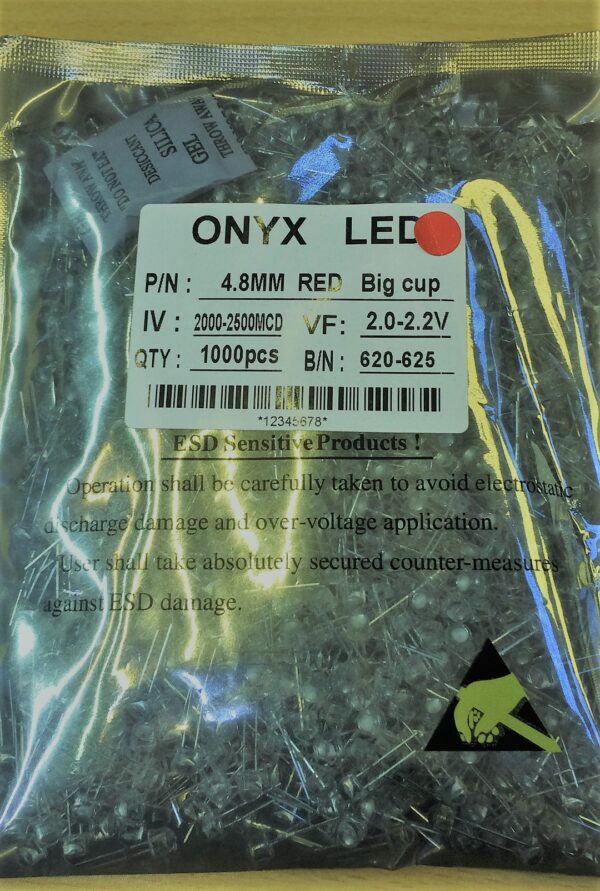 THROW AWAY
SILICA
GEL
DESICCANT
"DO NOT EAT"
THROW AWAY
ONYX LED
P/N : 4.8MM RED Big cup
IV : 2000-2500MCD VF: 2.0-2.2V
QTY : 1000pcs B/N : 620-625
*12345678*
ESD Sensitive Products !
Operation shall be carefully taken to avoid electrostatic
discharge damage and over-voltage application.
User shall take absolutely secured counter-measures
against ESD damage.